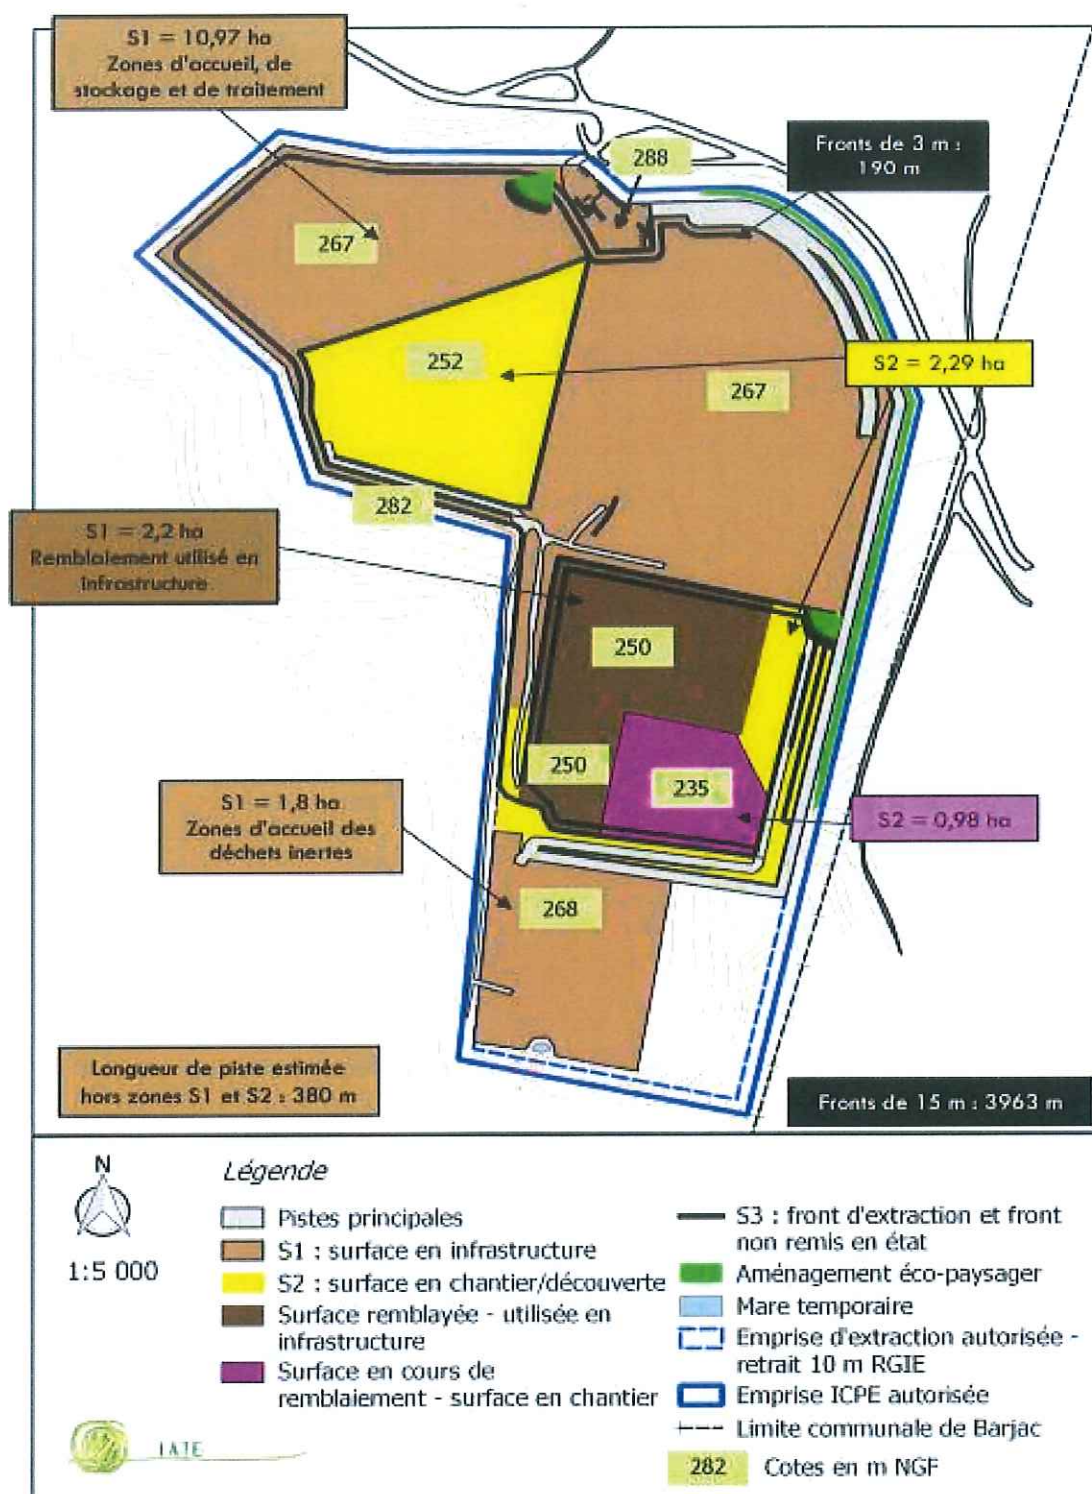 S1 = 10,97 ha
Zones d'accueil, de
stockage et de traitement
Fronts de 3 m :
190 m
288
267
252
S2 = 2,29 ha
267
282
S1 = 2,2 ha
Remblaiement utilisé en
infrastructure
250
250
235
S1 = 1,8 ha
Zones d'accueil des
déchets inertes
S2 = 0,98 ha
268
Longueur de piste estimée
hors zones S1 et S2 : 380 m
Fronts de 15 m : 3963 m
N
1:5 000
Légende
Pistes principales
S1 : surface en infrastructure
S2 : surface en chantier/découverte
Surface remblayée - utilisée en
infrastructure
Surface en cours de
remblaiement - surface en chantier
S3 : front d'extraction et front
non remis en état
Aménagement éco-paysager
Mare temporaire
Emprise d'extraction autorisée -
retrait 10 m RGIE
Emprise ICPE autorisée
Limite communale de Barjac
282 Cotes en m NGF
IATE